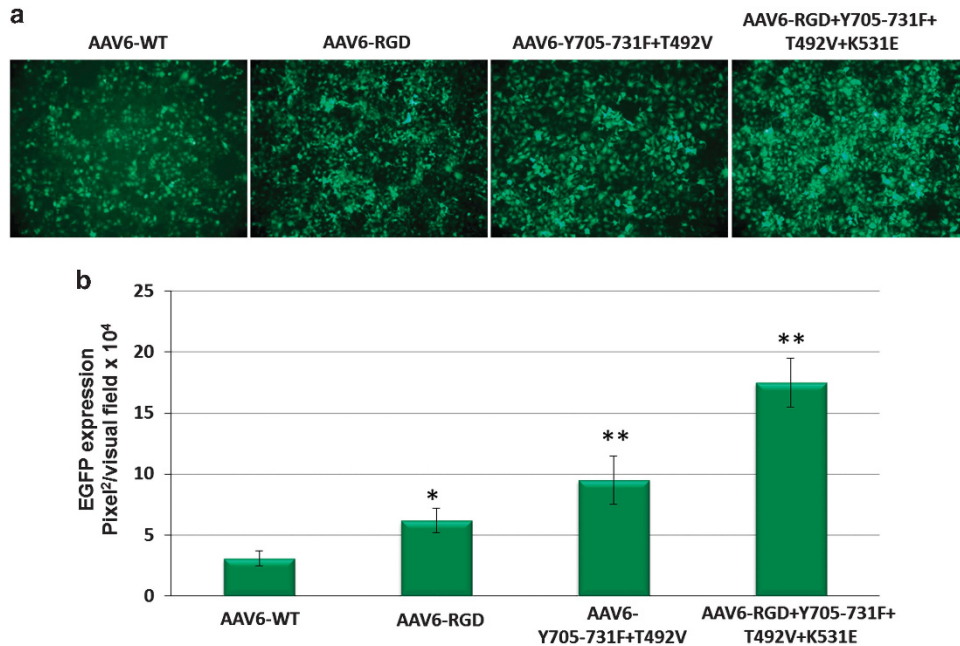 a
AAV6-WT
AAV6-RGD
AAV6-Y705-731F+T492V
AAV6-RGD+Y705-731F+
T492V+K531E
b
EGFP expression
Pixel²/visual field x 10⁴
25
20
15
10
5
0
*
**
**
AAV6-WT
AAV6-RGD
AAV6-
Y705-731F+T492V
AAV6-RGD+Y705-731F+
T492V+K531E